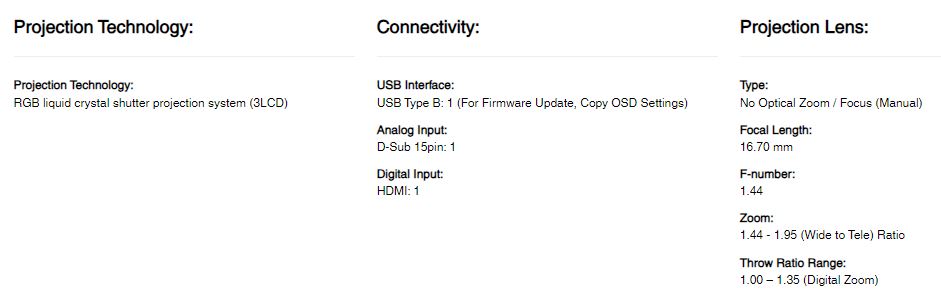 Projection Technology:
Projection Technology:
RGB liquid crystal shutter projection system (3LCD)
Connectivity:
USB Interface:
USB Type B: 1 (For Firmware Update, Copy OSD Settings)
Analog Input:
D-Sub 15pin: 1
Digital Input:
HDMI: 1
Projection Lens:
Type:
No Optical Zoom / Focus (Manual)
Focal Length:
16.70 mm
F-number:
1.44
Zoom:
1.44 - 1.95 (Wide to Tele) Ratio
Throw Ratio Range:
1.00 – 1.35 (Digital Zoom)